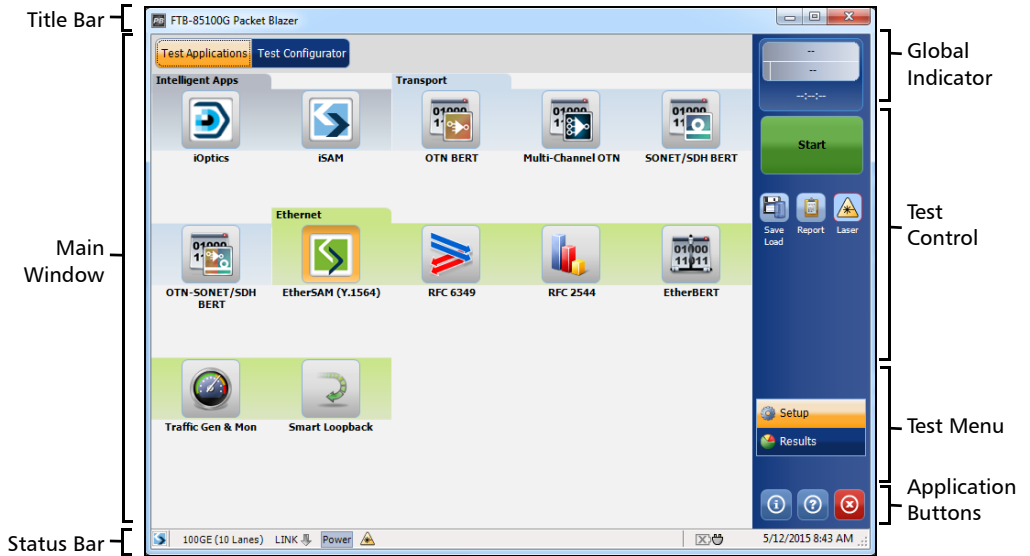 Title Bar
PB FTB-85100G Packet Blazer
Test Applications Test Configurator
Intelligent Apps
Transport
iOptics
iSAM
OTN BERT
Multi-Channel OTN
SONET/SDH BERT
Main
Window
Ethernet
OTN-SONET/SDH
BERT
EtherSAM (Y.1564)
RFC 6349
RFC 2544
EtherBERT
01000
11011
Traffic Gen & Mon
Smart Loopback
--
--
--:--:--
Global
Indicator
Start
Save
Load
Report
Laser
Test
Control
Setup
Results
Test Menu
Application
Buttons
Status Bar
100GE (10 Lanes) LINK Power
5/12/2015 8:43 AM